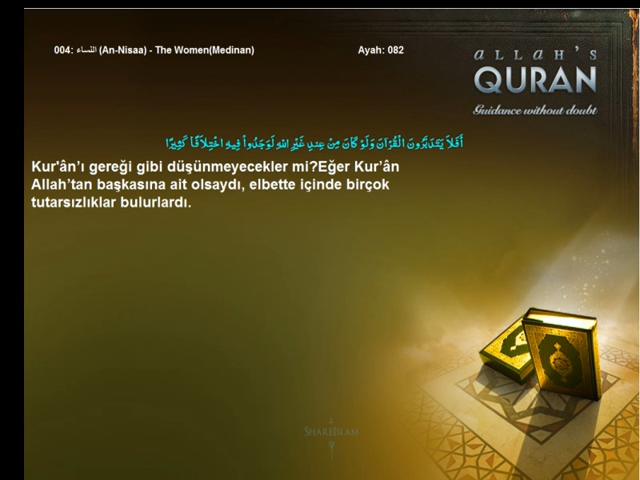 004: النساء (An-Nisaa) - The Women(Medinan) Ayah: 082
ALLAH'S
QURAN
Guidance without doubt
أَفَلاَ يَتَدَبَّرُونَ الْقُرْآنَ وَلَوْ كَانَ مِنْ عِندِ غَيْرِ اللّهِ لَوَجَدُواْ فِيهِ اخْتِلاَفًا كَثِيرًا
Kur'ân’ı gereği gibi düşünmeyecekler mi?Eğer Kur’ân
Allah’tan başkasına ait olsaydı, elbette içinde birçok
tutarsızlıklar bulurlardı.
SHAREISLAM